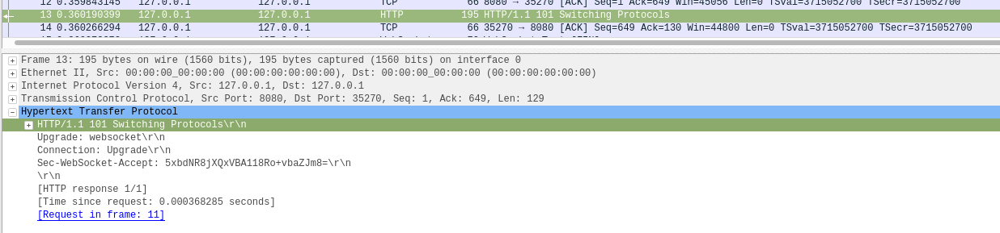 12 0.359843145 127.0.0.1 127.0.0.1 TCP 66 8080 → 35270 [ACK] Seq=1 Ack=649 Win=45056 Len=0 TSval=3715052700 TSecr=3715052700
13 0.360190399 127.0.0.1 127.0.0.1 HTTP 195 HTTP/1.1 101 Switching Protocols
14 0.360266294 127.0.0.1 127.0.0.1 TCP 66 35270 → 8080 [ACK] Seq=649 Ack=130 Win=44800 Len=0 TSval=3715052700 TSecr=3715052700
Frame 13: 195 bytes on wire (1560 bits), 195 bytes captured (1560 bits) on interface 0
Ethernet II, Src: 00:00:00_00:00:00 (00:00:00:00:00:00), Dst: 00:00:00_00:00:00 (00:00:00:00:00:00)
Internet Protocol Version 4, Src: 127.0.0.1, Dst: 127.0.0.1
Transmission Control Protocol, Src Port: 8080, Dst Port: 35270, Seq: 1, Ack: 649, Len: 129
Hypertext Transfer Protocol
HTTP/1.1 101 Switching Protocols\r\n
Upgrade: websocket\r\n
Connection: Upgrade\r\n
Sec-WebSocket-Accept: 5xbdNR8jXQxVBA118Ro+vbaZJm8=\r\n
\r\n
[HTTP response 1/1]
[Time since request: 0.000368285 seconds]
[Request in frame: 11]